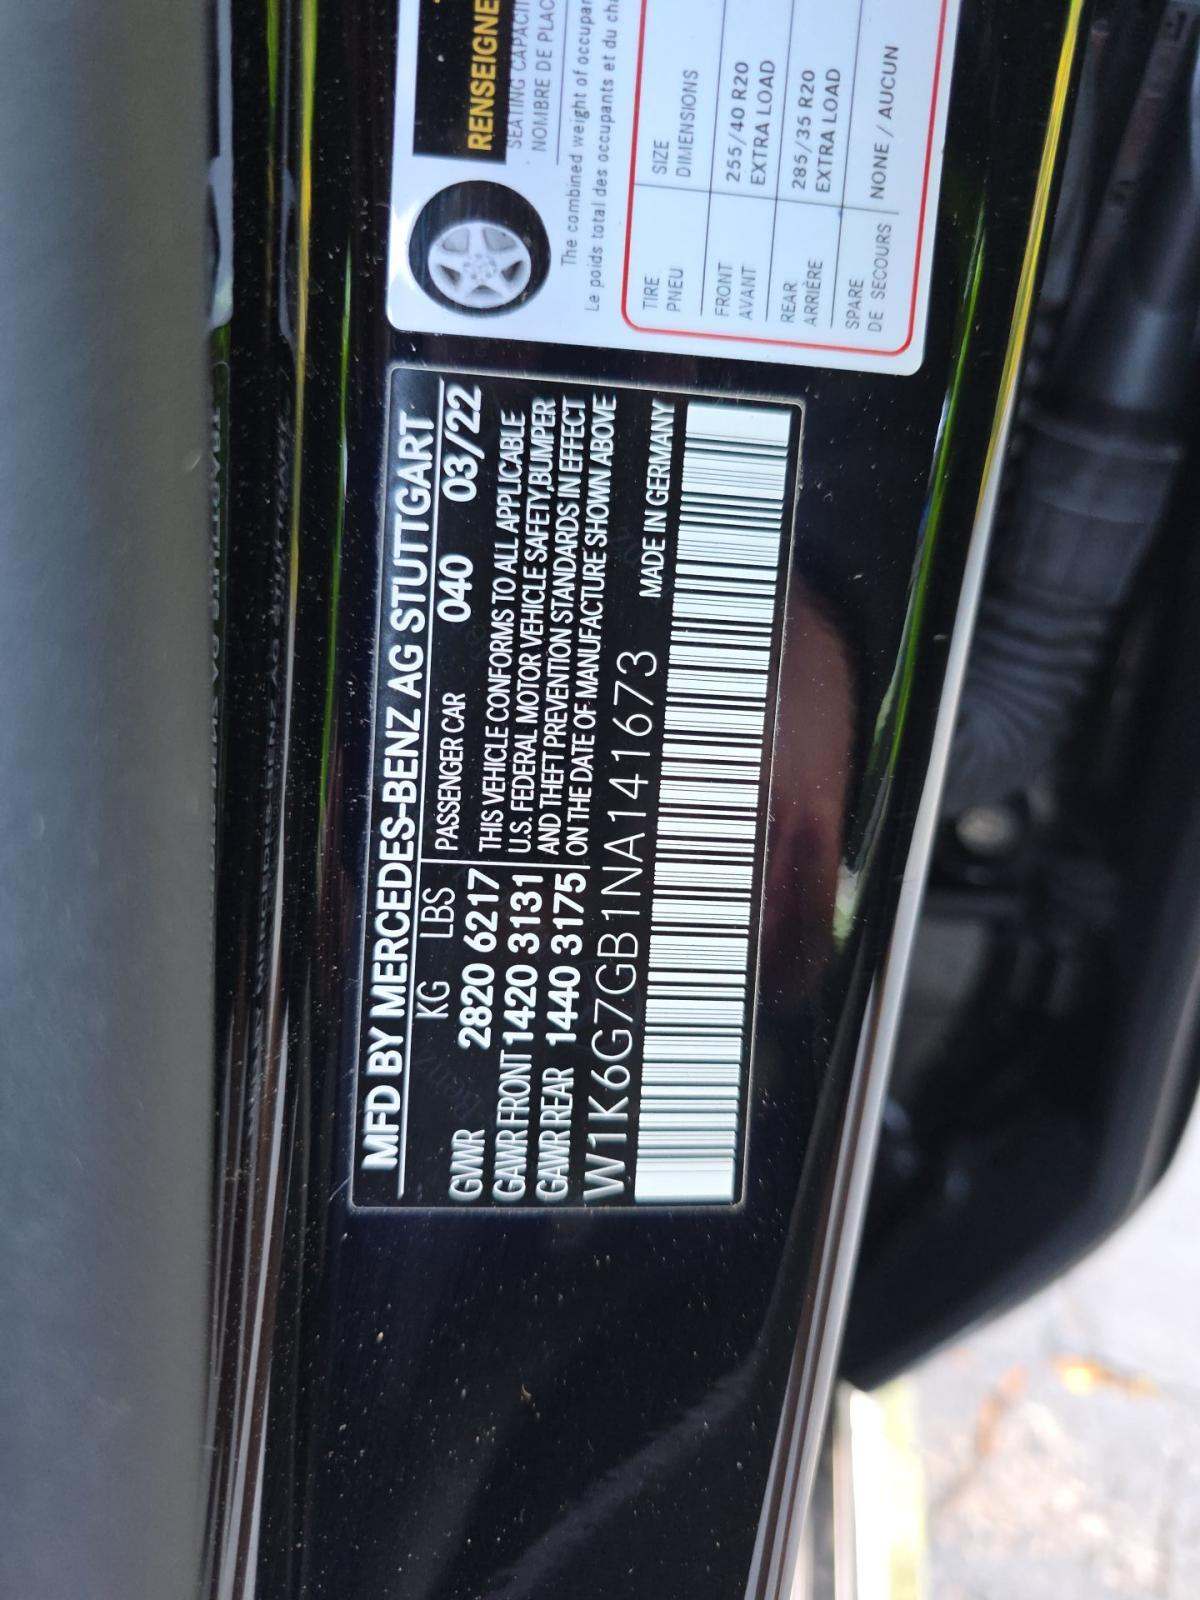 MFD BY MERCEDES-BENZ AG STUTTGART
KG LBS PASSENGER CAR 040 03/22
GVWR 2820 6217 THIS VEHICLE CONFORMS TO ALL APPLICABLE
GAWR FRONT 1420 3131 U.S. FEDERAL MOTOR VEHICLE SAFETY,BUMPER
GAWR REAR 1440 3175 AND THEFT PREVENTION STANDARDS IN EFFECT
ON THE DATE OF MANUFACTURE SHOWN ABOVE
W1K6G7GB1NA141673 MADE IN GERMANY
RENSEIGNE
SEATING CAPACIT
NOMBRE DE PLAC
The combined weight of occupan
Le poids total des occupants et du cha
TIRE SIZE
PNEU DIMENSIONS
FRONT 255/40 R20
AVANT EXTRA LOAD
REAR 285/35 R20
ARRIÈRE EXTRA LOAD
SPARE NONE / AUCUN
DE SECOURS